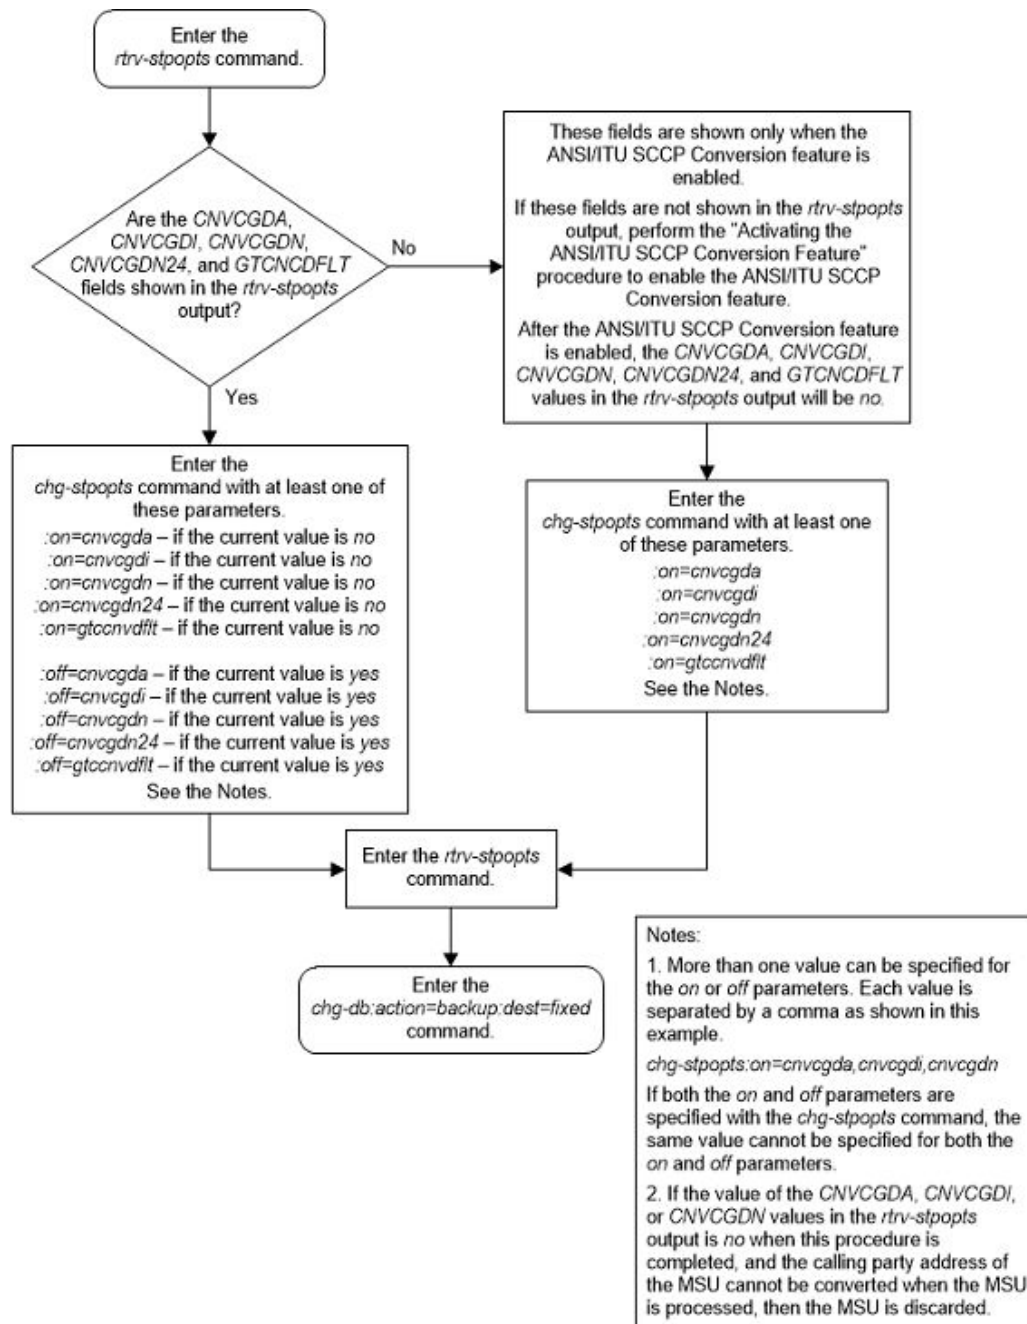 Enter the
rtrv-stpopts command.
Are the CNVCGDA,
CNVCGDI, CNVCGDN,
CNVCGDN24, and GTCNCDFLT
fields shown in the rtrv-stpopts
output?
No
These fields are shown only when the
ANSI/ITU SCCP Conversion feature is
enabled.
If these fields are not shown in the rtrv-stpopts
output, perform the "Activating the
ANSI/ITU SCCP Conversion Feature"
procedure to enable the ANSI/ITU SCCP
Conversion feature.
After the ANSI/ITU SCCP Conversion feature
is enabled, the CNVCGDA, CNVCGDI,
CNVCGDN, CNVCGDN24, and GTCNCDFLT
values in the rtrv-stpopts output will be no.
Yes
Enter the
chg-stpopts command with at least one of
these parameters.
:on=cnvcgda – if the current value is no
:on=cnvcgdi – if the current value is no
:on=cnvcgdn – if the current value is no
:on=cnvcgdn24 – if the current value is no
:on=gtccnvdflt – if the current value is no
:off=cnvcgda – if the current value is yes
:off=cnvcgdi – if the current value is yes
:off=cnvcgdn – if the current value is yes
:off=cnvcgdn24 – if the current value is yes
:off=gtccnvdflt – if the current value is yes
See the Notes.
Enter the
chg-stpopts command with at least one
of these parameters.
:on=cnvcgda
:on=cnvcgdi
:on=cnvcgdn
:on=cnvcgdn24
:on=gtccnvdflt
See the Notes.
Enter the rtrv-stpopts
command.
Enter the
chg-db:action=backup:dest=fixed
command.
Notes:
1. More than one value can be specified for
the on or off parameters. Each value is
separated by a comma as shown in this
example.
chg-stpopts:on=cnvcgda,cnvcgdi,cnvcgdn
If both the on and off parameters are
specified with the chg-stpopts command, the
same value cannot be specified for both the
on and off parameters.
2. If the value of the CNVCGDA, CNVCGDI,
or CNVCGDN values in the rtrv-stpopts
output is no when this procedure is
completed, and the calling party address of
the MSU cannot be converted when the MSU
is processed, then the MSU is discarded.